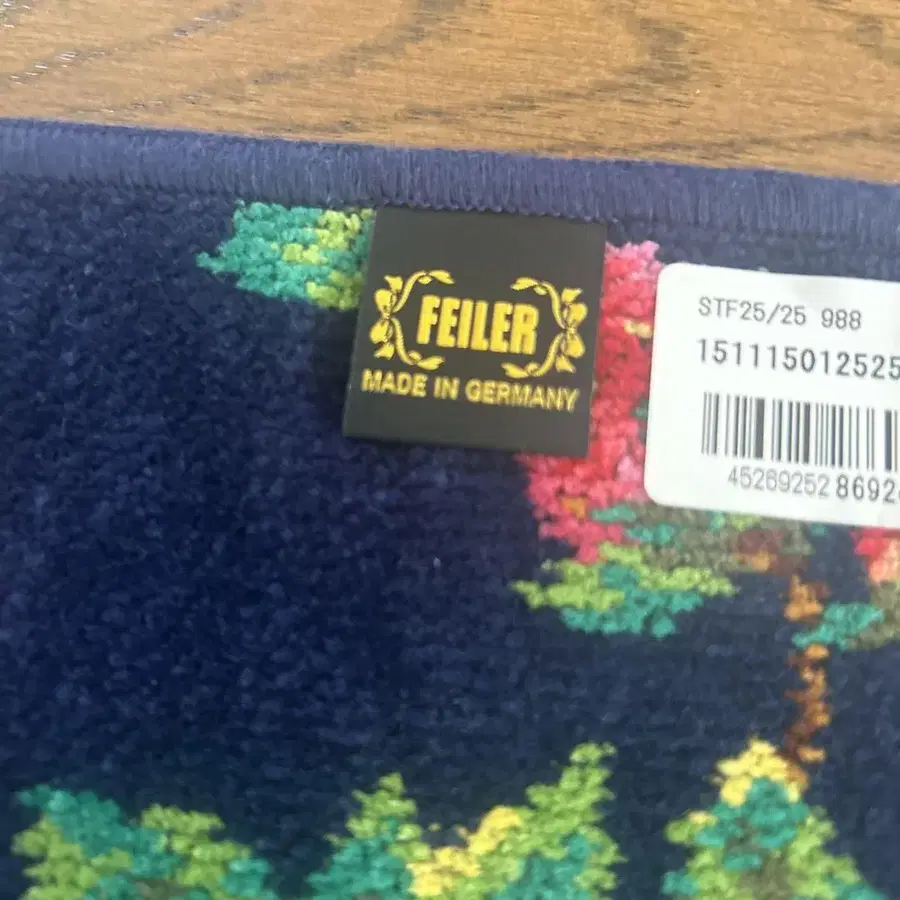 FEILER
MADE IN GERMANY
STF25/25 988
151115012525
45269252 8692